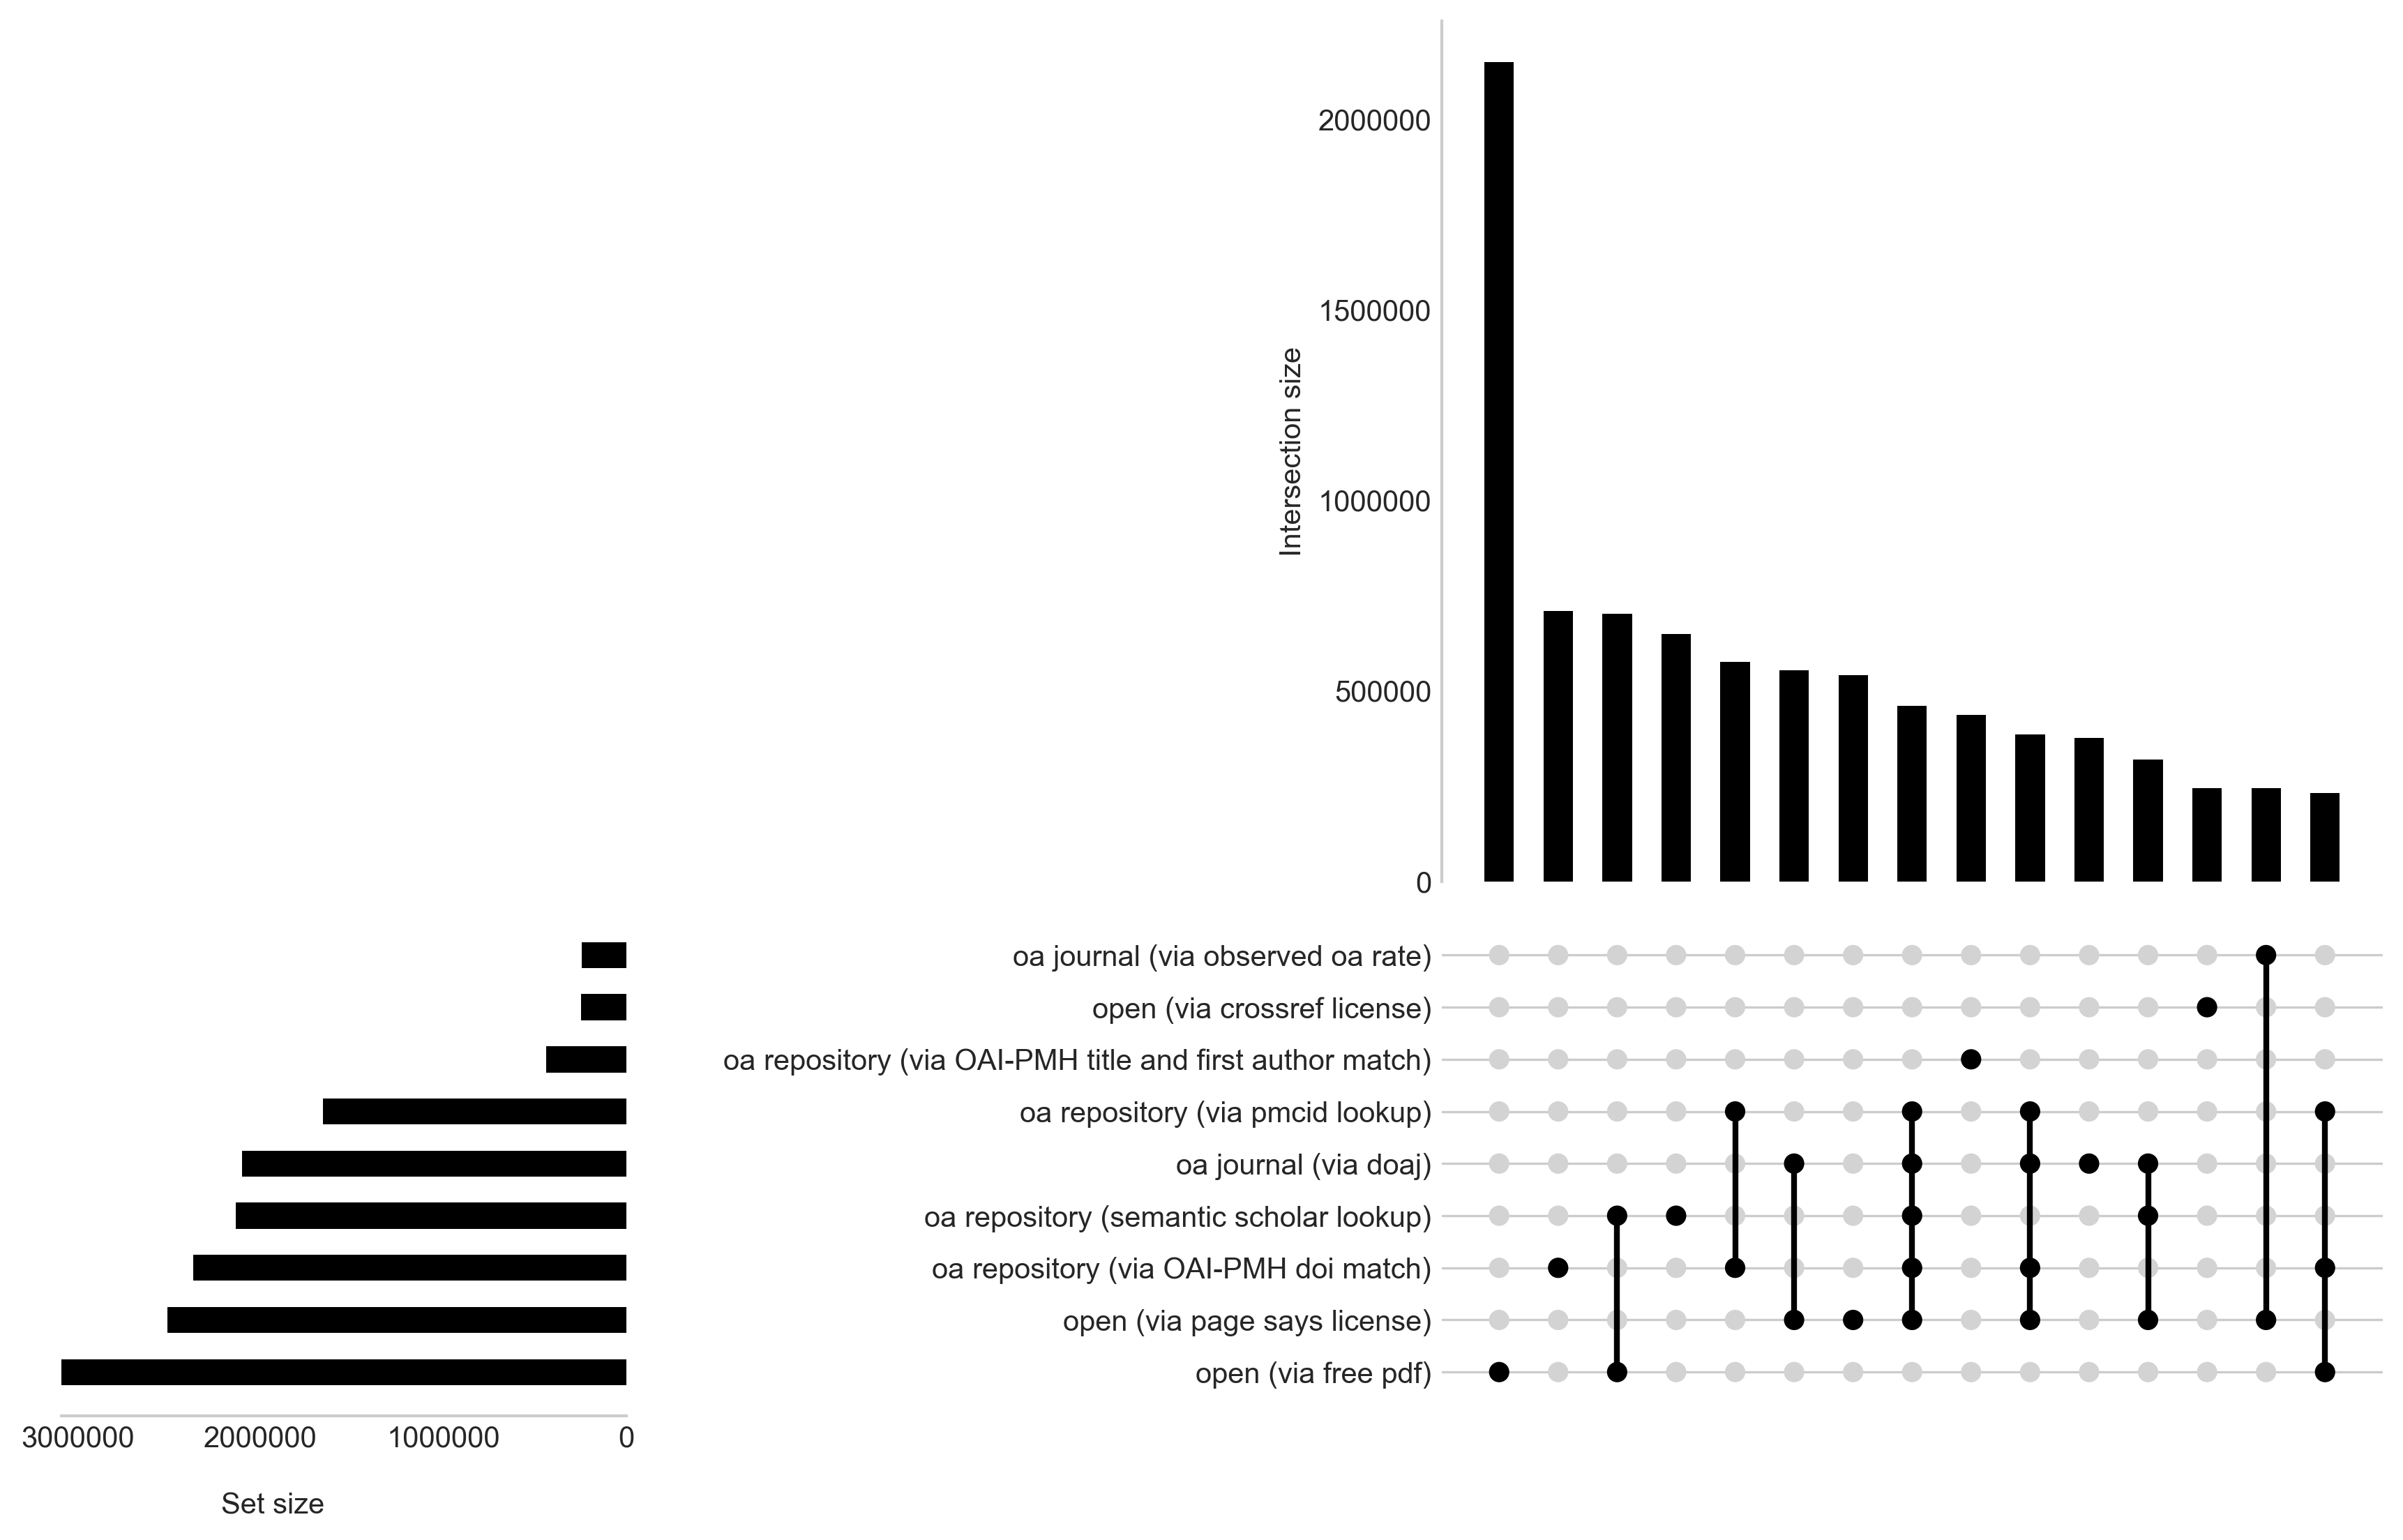 2000000
1500000
1000000
500000
0
Intersection size
oa journal (via observed oa rate)
open (via crossref license)
oa repository (via OAI-PMH title and first author match)
oa repository (via pmcid lookup)
oa journal (via doaj)
oa repository (semantic scholar lookup)
oa repository (via OAI-PMH doi match)
open (via page says license)
open (via free pdf)
3000000 2000000 1000000 0
Set size